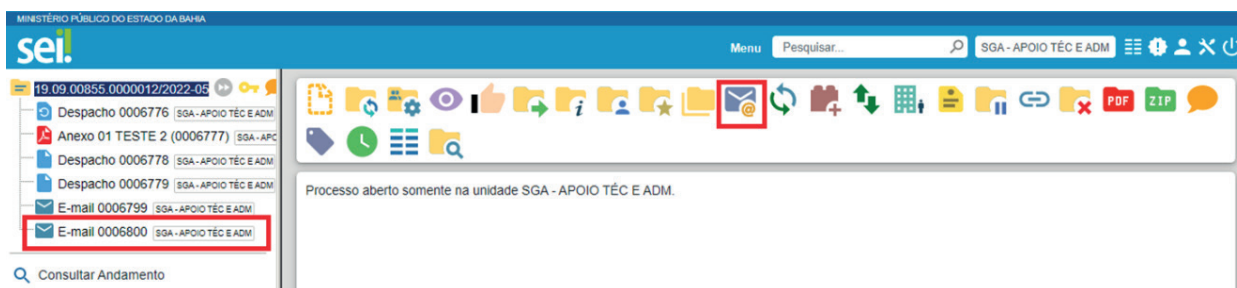 MINISTÉRIO PÚBLICO DO ESTADO DA BAHIA
sei!
Menu Pesquisar... SGA - APOIO TÉC E ADM
19.09.00855.0000012/2022-05
Despacho 0006776 SGA - APOIO TÉC E ADM
Anexo 01 TESTE 2 (0006777) SGA - APO
Despacho 0006778 SGA - APOIO TÉC E ADM
Despacho 0006779 SGA - APOIO TÉC E ADM
E-mail 0006799 SGA - APOIO TÉC E ADM
E-mail 0006800 SGA - APOIO TÉC E ADM
Consultar Andamento
PDF ZIP
Processo aberto somente na unidade SGA - APOIO TÉC E ADM.